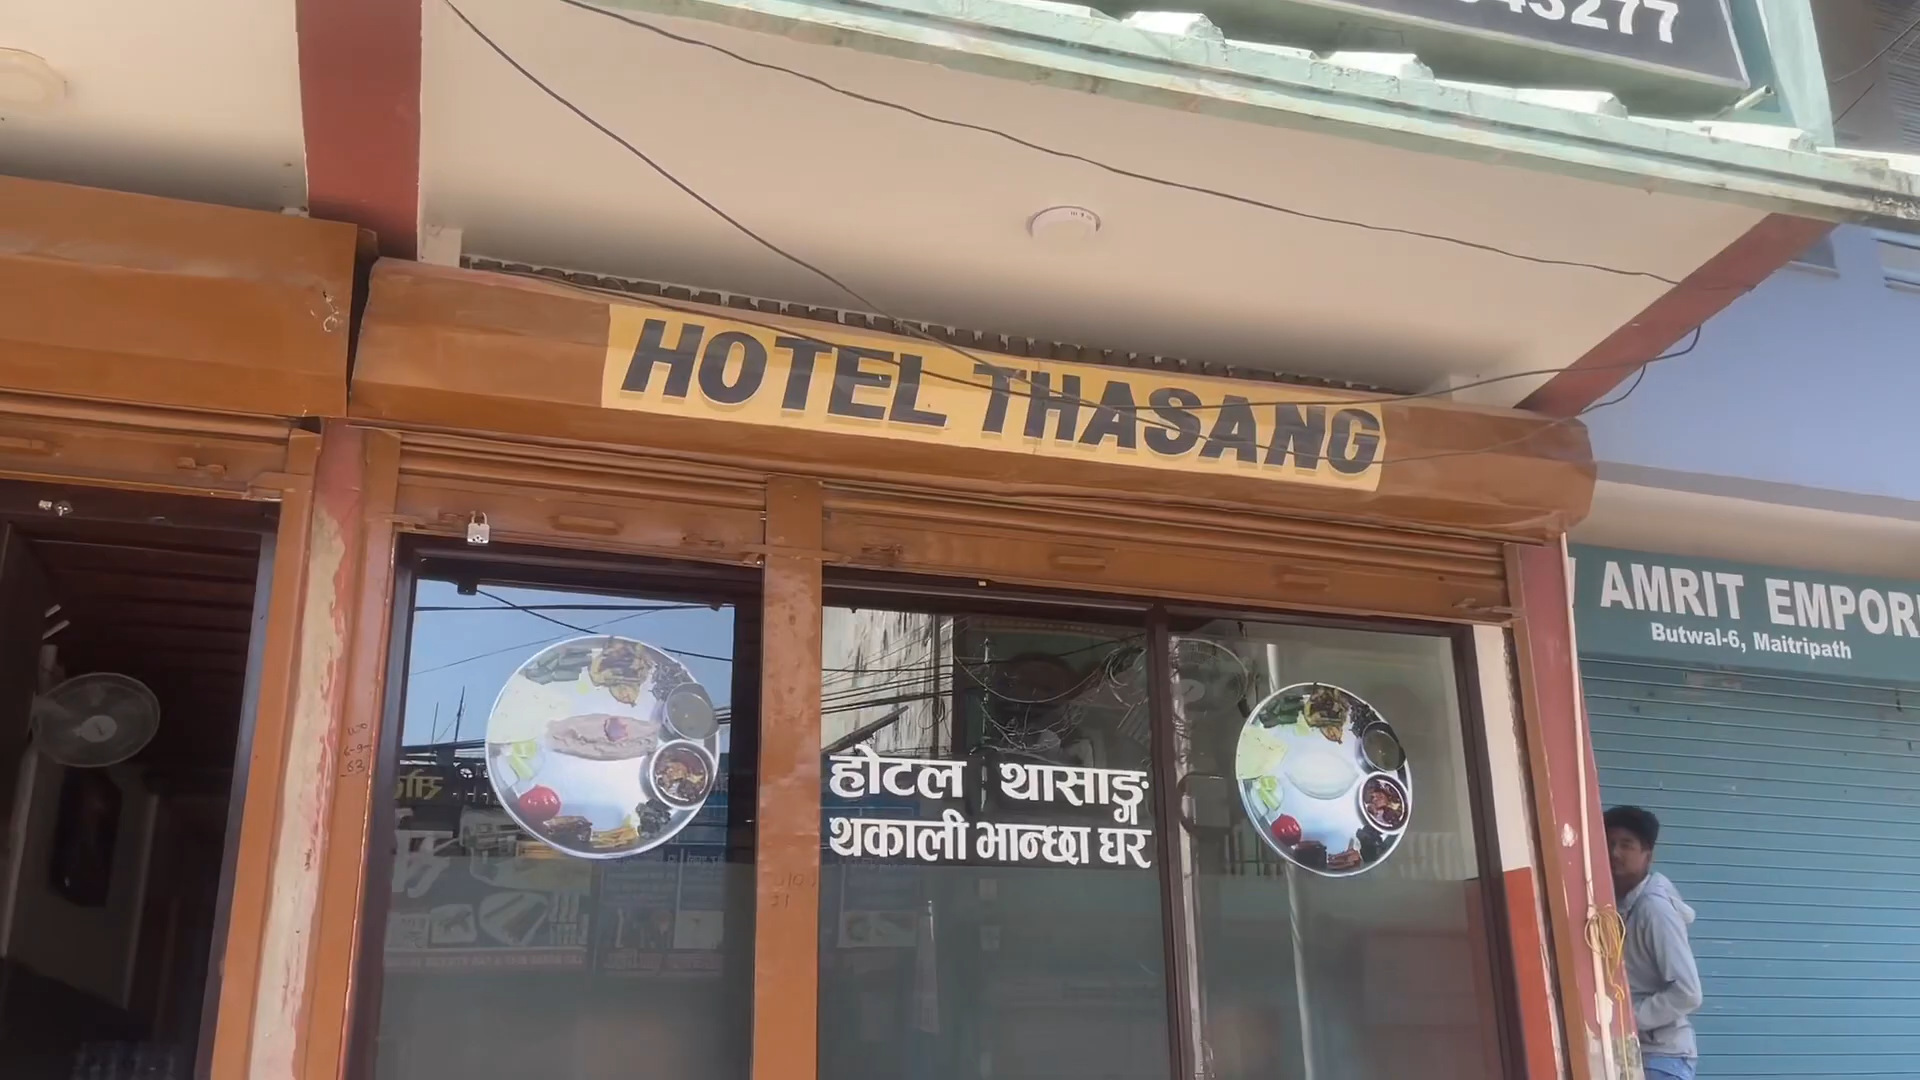 HOTEL THASANG
होटल थासाङ्ग
थकाली भान्छा घर
AMRIT EMPOR
Butwal-6, Maitripath